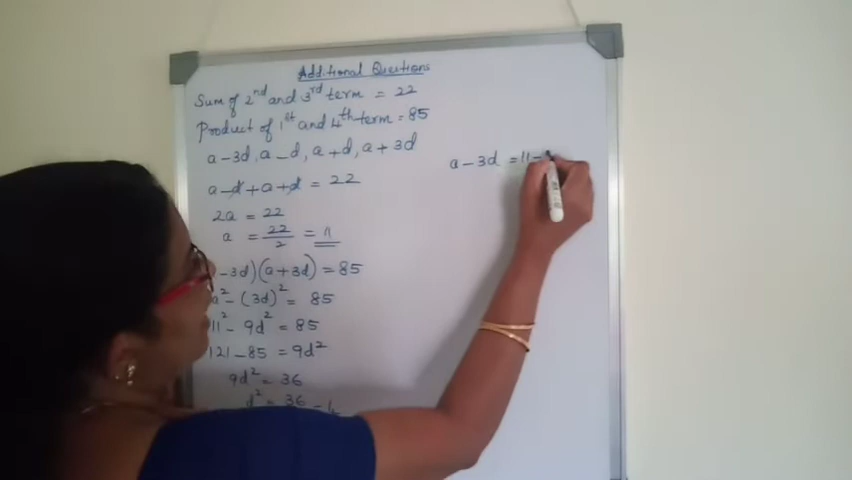 Additional Questions
Sum of 2nd and 3rd term = 22
Product of 1st and 4th term = 85
a - 3d, a - d, a + d, a + 3d
a - d + a + d = 22
2a = 22
a = 22/2 = 11
- 3d)(a + 3d) = 85
a² - (3d)² = 85
11² - 9d² = 85
121 - 85 = 9d²
9d² = 36
d² = 36
a - 3d = 11 -